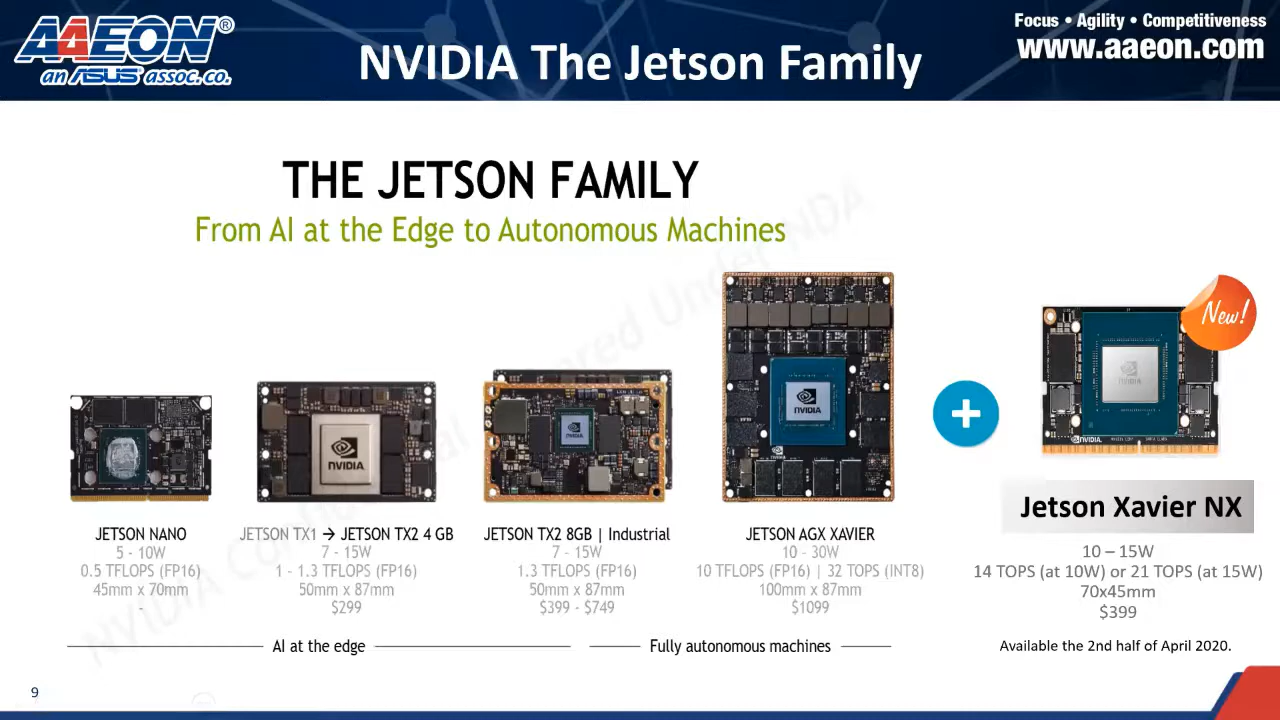 AAEON®
an ASUS assoc.co.
NVIDIA The Jetson Family
Focus • Agility • Competitiveness
www.aaeon.com
THE JETSON FAMILY
From AI at the Edge to Autonomous Machines
New!
NVIDIA
NVIDIA
NVIDIA
NVIDIA
NVIDIA
JETSON NANO
5 - 10W
0.5 TFLOPS (FP16)
45mm x 70mm
-
JETSON TX1 → JETSON TX2 4 GB
7 - 15W
1 - 1.3 TFLOPS (FP16)
50mm x 87mm
$299
JETSON TX2 8GB | Industrial
7 - 15W
1.3 TFLOPS (FP16)
50mm x 87mm
$399 - $749
JETSON AGX XAVIER
10 - 30W
10 TFLOPS (FP16) | 32 TOPS (INT8)
100mm x 87mm
$1099
Jetson Xavier NX
10 – 15W
14 TOPS (at 10W) or 21 TOPS (at 15W)
70x45mm
$399
AI at the edge
Fully autonomous machines
Available the 2nd half of April 2020.
9